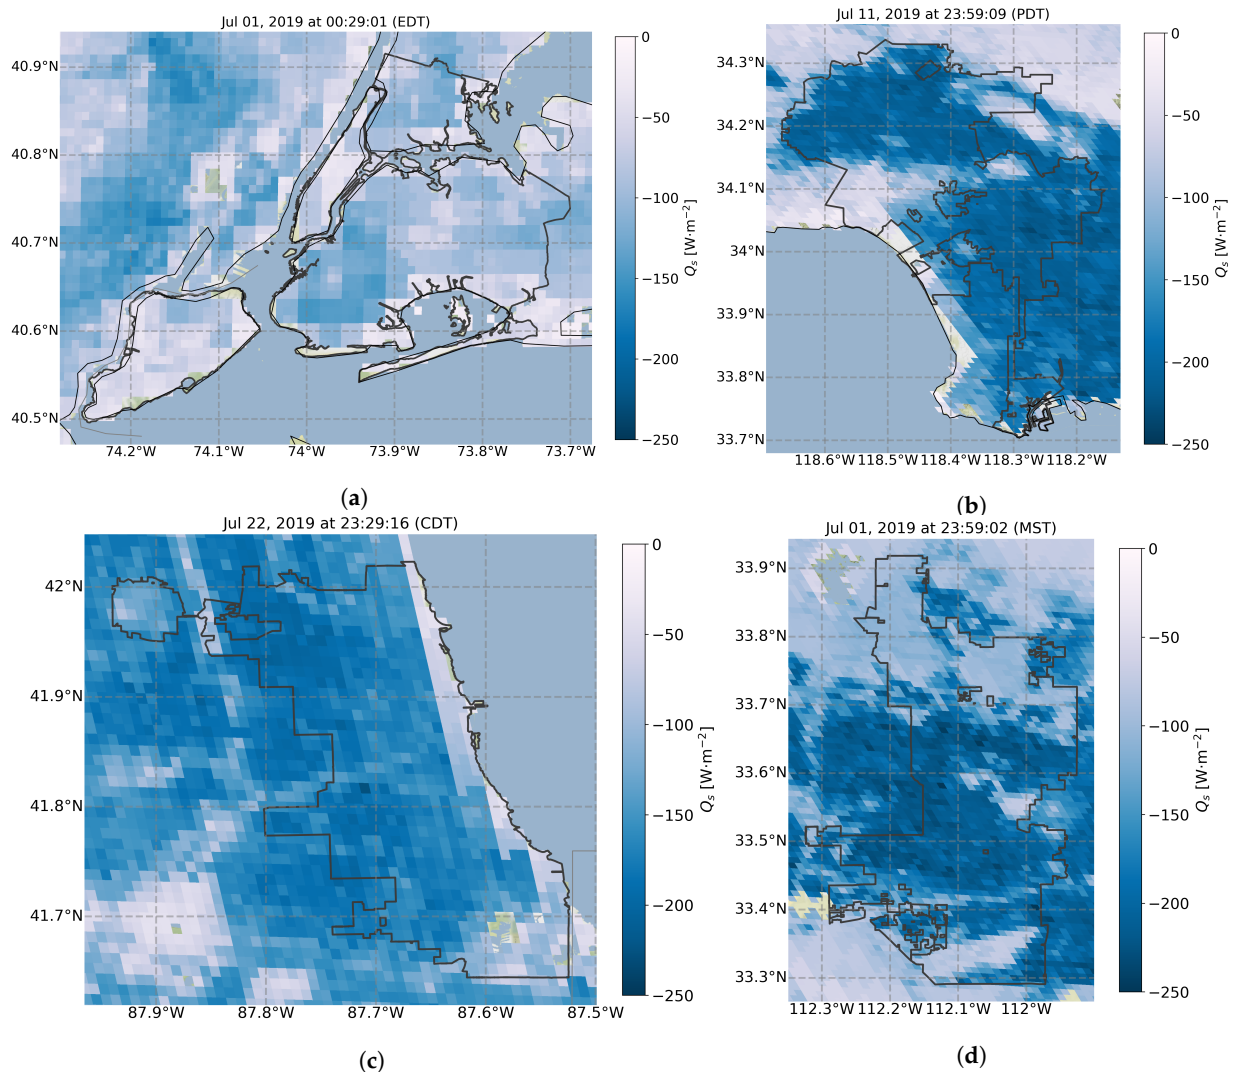 Jul 01, 2019 at 00:29:01 (EDT)
40.9°N
40.8°N
40.7°N
40.6°N
40.5°N
74.2°W 74.1°W 74°W 73.9°W 73.8°W 73.7°W
0
−50
−100
−150
−200
−250
Qs [W·m−2]
(a)
Jul 11, 2019 at 23:59:09 (PDT)
34.3°N
34.2°N
34.1°N
34°N
33.9°N
33.8°N
33.7°N
118.6°W 118.5°W 118.4°W 118.3°W 118.2°W
0
−50
−100
−150
−200
−250
Qs [W·m−2]
(b)
Jul 22, 2019 at 23:29:16 (CDT)
42°N
41.9°N
41.8°N
41.7°N
87.9°W 87.8°W 87.7°W 87.6°W 87.5°W
0
−50
−100
−150
−200
−250
Qs [W·m−2]
(c)
Jul 01, 2019 at 23:59:02 (MST)
33.9°N
33.8°N
33.7°N
33.6°N
33.5°N
33.4°N
33.3°N
112.3°W 112.2°W 112.1°W 112°W
0
−50
−100
−150
−200
−250
Qs [W·m−2]
(d)